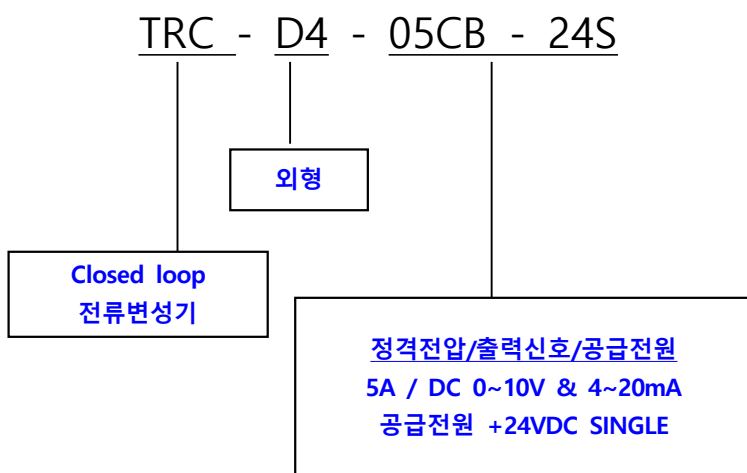 TRC - D4 - 05CB - 24S
외형
Closed loop
전류변성기
정격전압/출력신호/공급전원
5A / DC 0~10V & 4~20mA
공급전원 +24VDC SINGLE